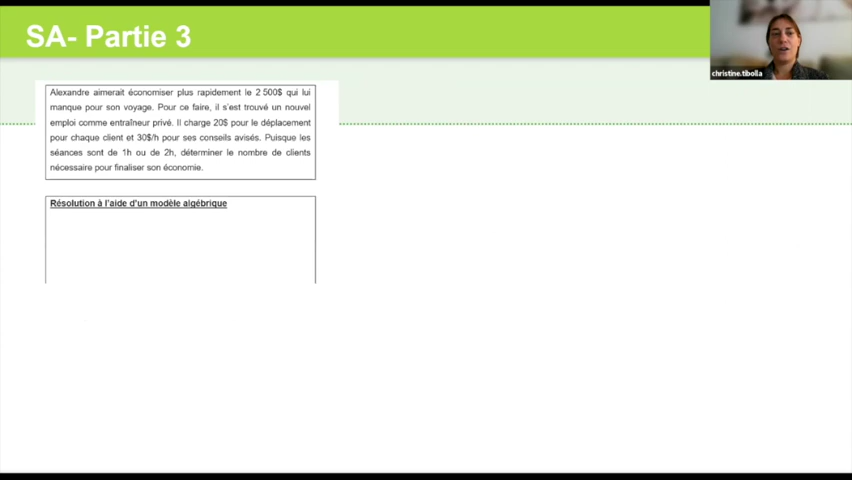 SA- Partie 3
christine.tibolla
Alexandre aimerait économiser plus rapidement le 2 500$ qui lui
manque pour son voyage. Pour ce faire, il s'est trouvé un nouvel
emploi comme entraîneur privé. Il charge 20$ pour le déplacement
pour chaque client et 30$/h pour ses conseils avisés. Puisque les
séances sont de 1h ou de 2h, déterminer le nombre de clients
nécessaire pour finaliser son économie.
Résolution à l'aide d'un modèle algébrique